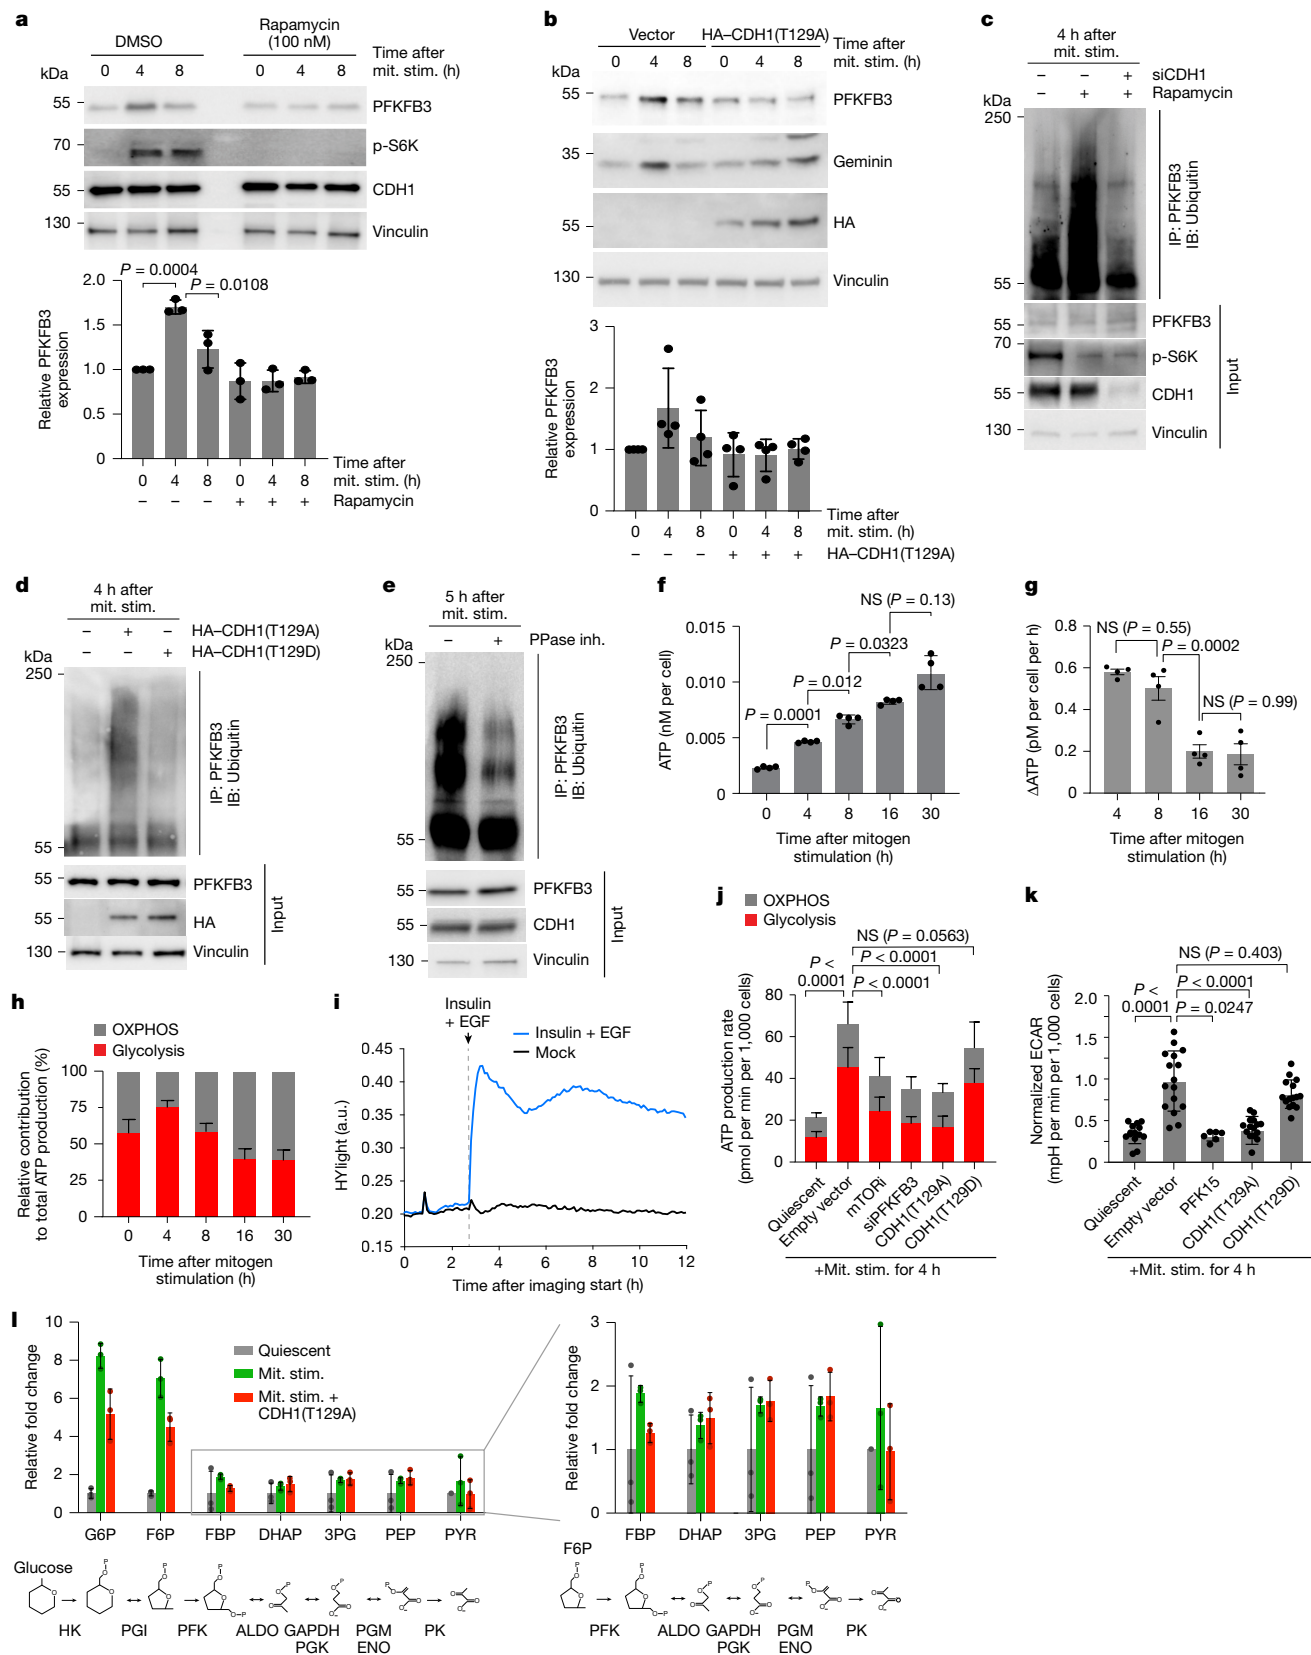 a
DMSO
Rapamycin
(100 nM)
Time after
mit. stim. (h)
0 4 8 0 4 8
kDa
55 PFKFB3
70 p-S6K
55 CDH1
130 Vinculin
P = 0.0004
P = 0.0108
2.0
1.5
1.0
0.5
0
Relative PFKFB3
expression
0 4 8 0 4 8
Time after
mit. stim. (h)
– – – + + + Rapamycin
b
Vector HA–CDH1(T129A)
Time after
mit. stim. (h)
0 4 8 0 4 8
kDa
55 PFKFB3
35 Geminin
55 HA
130 Vinculin
3
2
1
0
Relative PFKFB3
expression
0 4 8 0 4 8
Time after
mit. stim. (h)
– – – + + + HA–CDH1(T129A)
c
4 h after
mit. stim.
– – + siCDH1
– + + Rapamycin
kDa
250
55
IP: PFKFB3
IB: Ubiquitin
55 PFKFB3
70 p-S6K
55 CDH1
130 Vinculin
Input
d
4 h after
mit. stim.
– + – HA–CDH1(T129A)
– – + HA–CDH1(T129D)
kDa
250
55
IP: PFKFB3
IB: Ubiquitin
55 PFKFB3
55 HA
130 Vinculin
Input
e
5 h after
mit. stim.
– + PPase inh.
kDa
250
55
IP: PFKFB3
IB: Ubiquitin
55 PFKFB3
55 CDH1
130 Vinculin
Input
f
NS (P = 0.13)
P = 0.0323
P = 0.012
P = 0.0001
0.015
0.010
0.005
0
ATP (nM per cell)
0 4 8 16 30
Time after mitogen
stimulation (h)
g
NS (P = 0.55)
P = 0.0002
NS (P = 0.99)
0.8
0.6
0.4
0.2
0
ΔATP (pM per cell per h)
4 8 16 30
Time after mitogen
stimulation (h)
h
OXPHOS
Glycolysis
100
75
50
25
0
Relative contribution
to total ATP production (%)
0 4 8 16 30
Time after mitogen
stimulation (h)
i
Insulin
+ EGF
Insulin + EGF
Mock
0.45
0.40
0.35
0.30
0.25
0.20
0.15
HYlight (a.u.)
0 2 4 6 8 10 12
Time after imaging start (h)
j
OXPHOS
Glycolysis
NS (P = 0.0563)
P < 0.0001
P < 0.0001
P <
0.0001
80
60
40
20
0
ATP production rate
(pmol per min per 1,000 cells)
Quiescent
Empty vector
mTORi
siPFKFB3
CDH1(T129A)
CDH1(T129D)
+Mit. stim. for 4 h
k
NS (P = 0.403)
P < 0.0001
P = 0.0247
P <
0.0001
2.0
1.5
1.0
0.5
0
Normalized ECAR
(mpH per min per 1,000 cells)
Quiescent
Empty vector
PFK15
CDH1(T129A)
CDH1(T129D)
+Mit. stim. for 4 h
l
10
8
6
4
2
0
Relative fold change
Quiescent
Mit. stim.
Mit. stim. +
CDH1(T129A)
G6P F6P FBP DHAP 3PG PEP PYR
3
2
1
0
Relative fold change
FBP DHAP 3PG PEP PYR
Glucose
HK PGI PFK ALDO GAPDH PGM PK
PGK ENO
F6P
PFK ALDO GAPDH PGM PK
PGK ENO